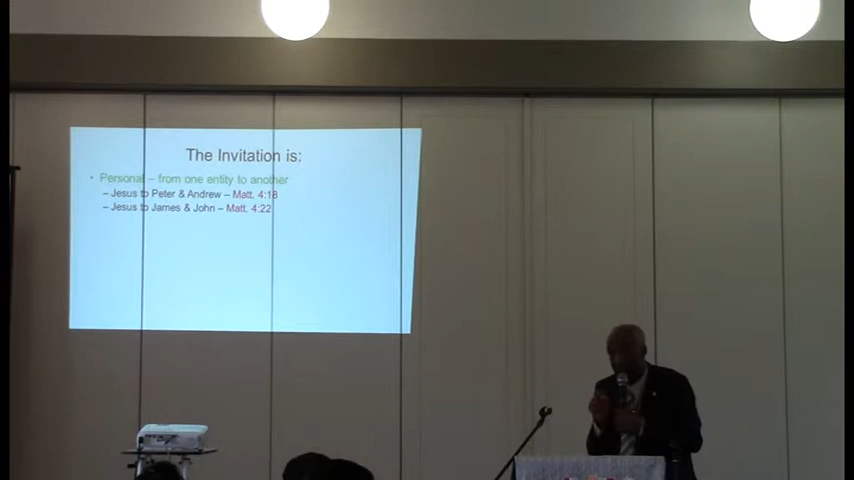 The Invitation is:
• Personal – from one entity to another
– Jesus to Peter & Andrew – Matt. 4:18
– Jesus to James & John – Matt. 4:22